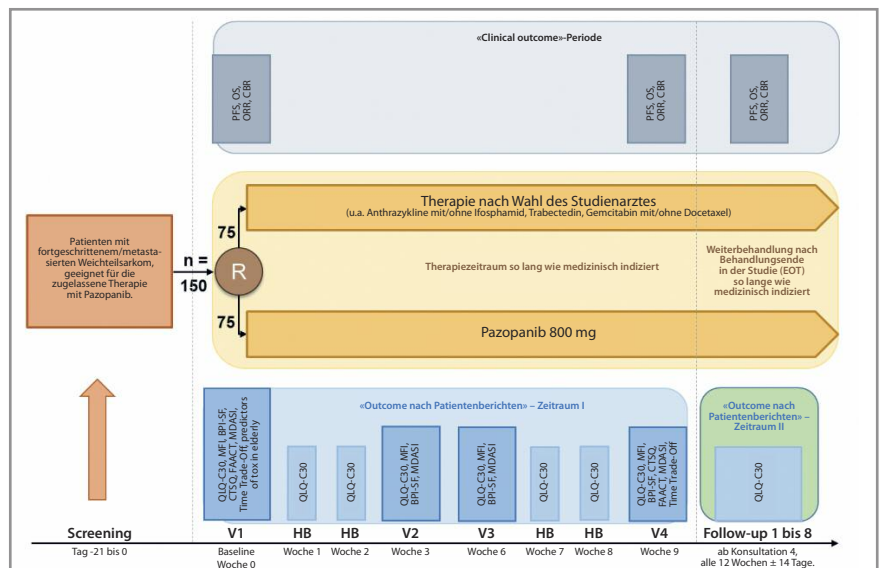 «Clinical outcome»-Periode
PFS, OS,
ORR, CBR
PFS, OS,
ORR, CBR
PFS, OS,
ORR, CBR
Patienten mit
fortgeschrittenem/metasta-
sierten Weichteilsarkom,
geeignet für die
zugelassene Therapie
mit Pazopanib.
n =
150
75
R
75
Therapie nach Wahl des Studienarztes
(u.a. Anthrazykline mit/ohne Ifosphamid, Trabectedin, Gemcitabin mit/ohne Docetaxel)
Therapiezeitraum so lang wie medizinisch indiziert
Weiterbehandlung nach
Behandlungsende
in der Studie (EOT)
so lange wie
medizinisch indiziert
Pazopanib 800 mg
«Outcome nach Patientenberichten» – Zeitraum I
«Outcome nach
Patientenberichten» –
Zeitraum II
QLQ-C30, MFI, BPI-SF,
CTSQ, FAACT, MDASI,
Time Trade-Off, predictors
of tox in elderly
QLQ-C30
QLQ-C30
QLQ-C30, MFI,
BPI-SF, MDASI
QLQ-C30, MFI,
BPI-SF, MDASI
QLQ-C30
QLQ-C30
QLQ-C30, MFI,
BPI-SF, CTSQ,
FAACT, MDASI,
Time Trade-Off
QLQ-C30
Screening
V1
HB
HB
V2
V3
HB
HB
V4
Follow-up 1 bis 8
Tag -21 bis 0
Baseline
Woche 0
Woche 1
Woche 2
Woche 3
Woche 6
Woche 7
Woche 8
Woche 9
ab Konsultation 4,
alle 12 Wochen ± 14 Tage.